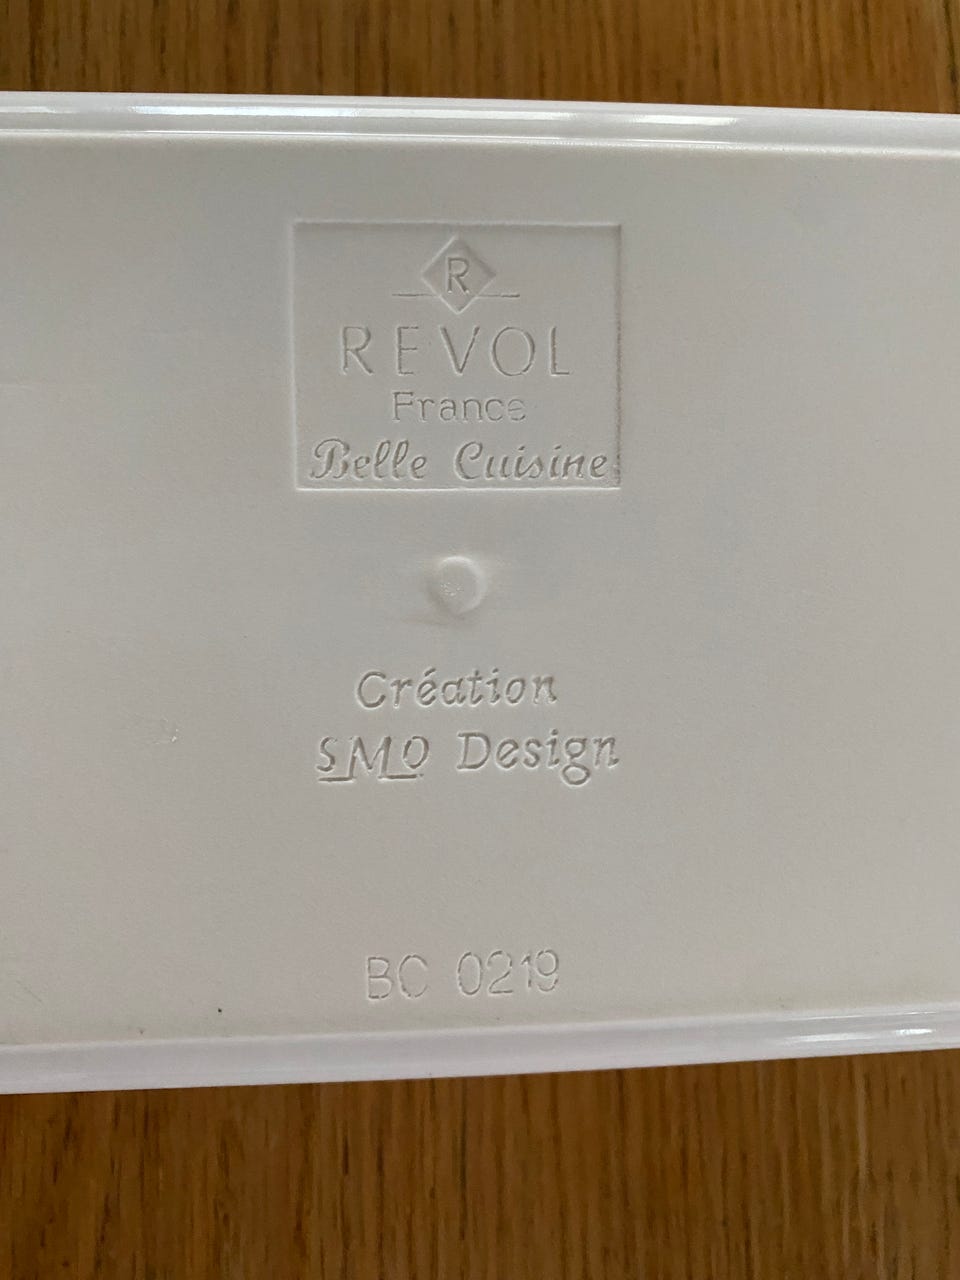 R
REVOL
France
Belle Cuisine
Création
SMO Design
BC 0219